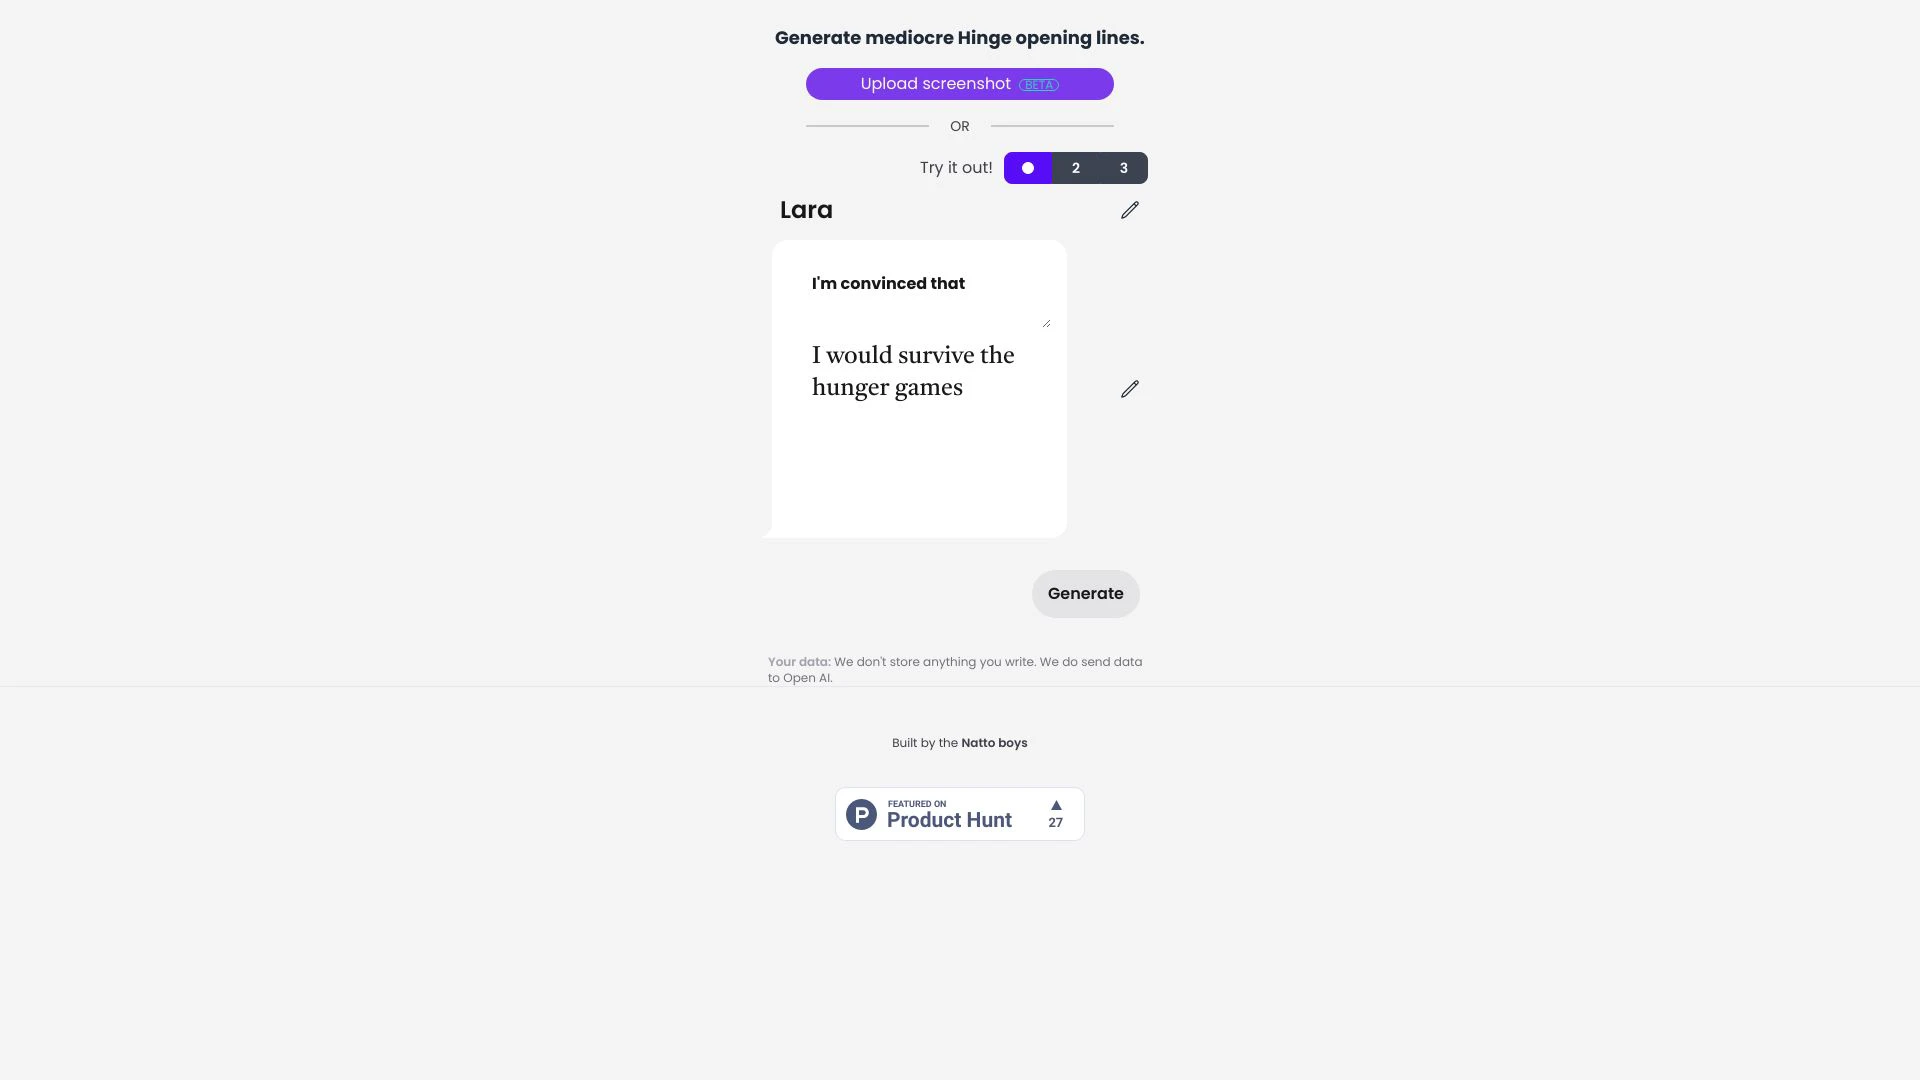 Generate mediocre Hinge opening lines.
Upload screenshot BETA
OR
Try it out! 2 3
Lara
I'm convinced that
I would survive the
hunger games
Generate
Your data: We don't store anything you write. We do send data
to Open AI.
Built by the Natto boys
P
FEATURED ON
Product Hunt
27